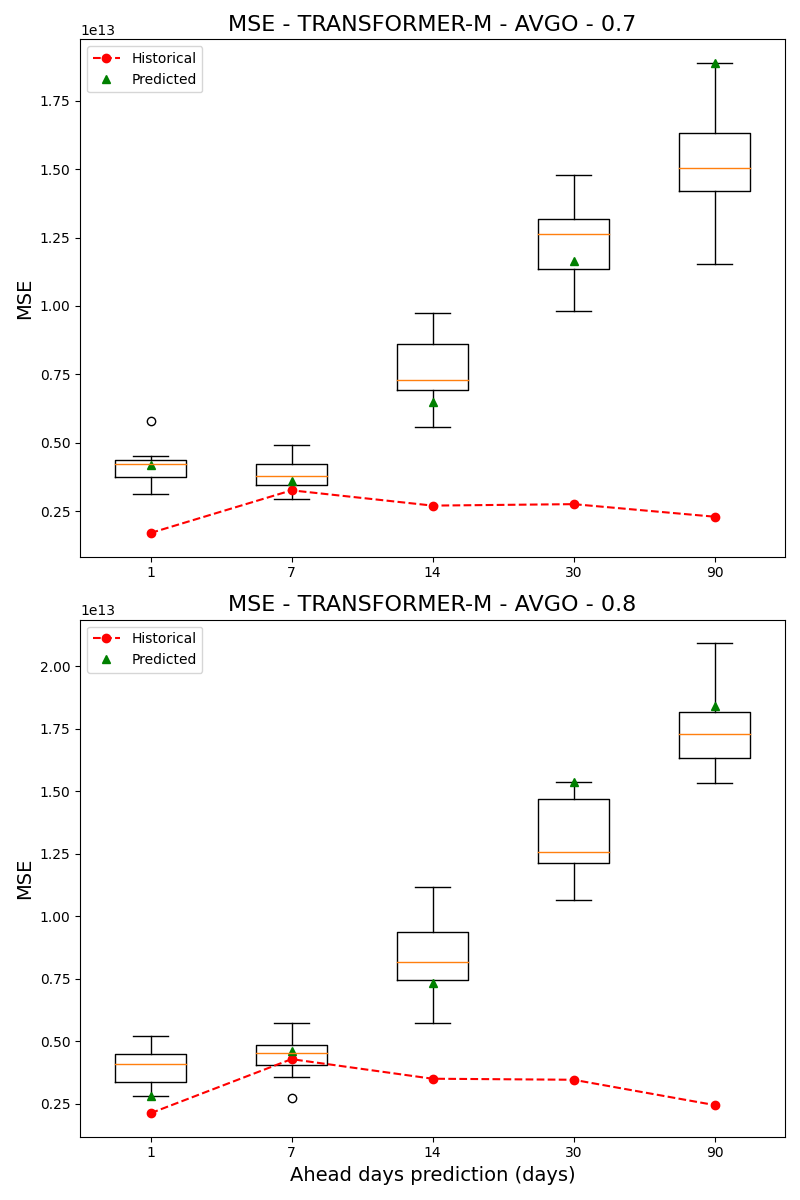 MSE - TRANSFORMER-M - AVGO - 0.7
1e13
Historical
Predicted
1.75
1.50
1.25
1.00
0.75
0.50
0.25
MSE
1 7 14 30 90
MSE - TRANSFORMER-M - AVGO - 0.8
1e13
Historical
Predicted
2.00
1.75
1.50
1.25
1.00
0.75
0.50
0.25
MSE
1 7 14 30 90
Ahead days prediction (days)